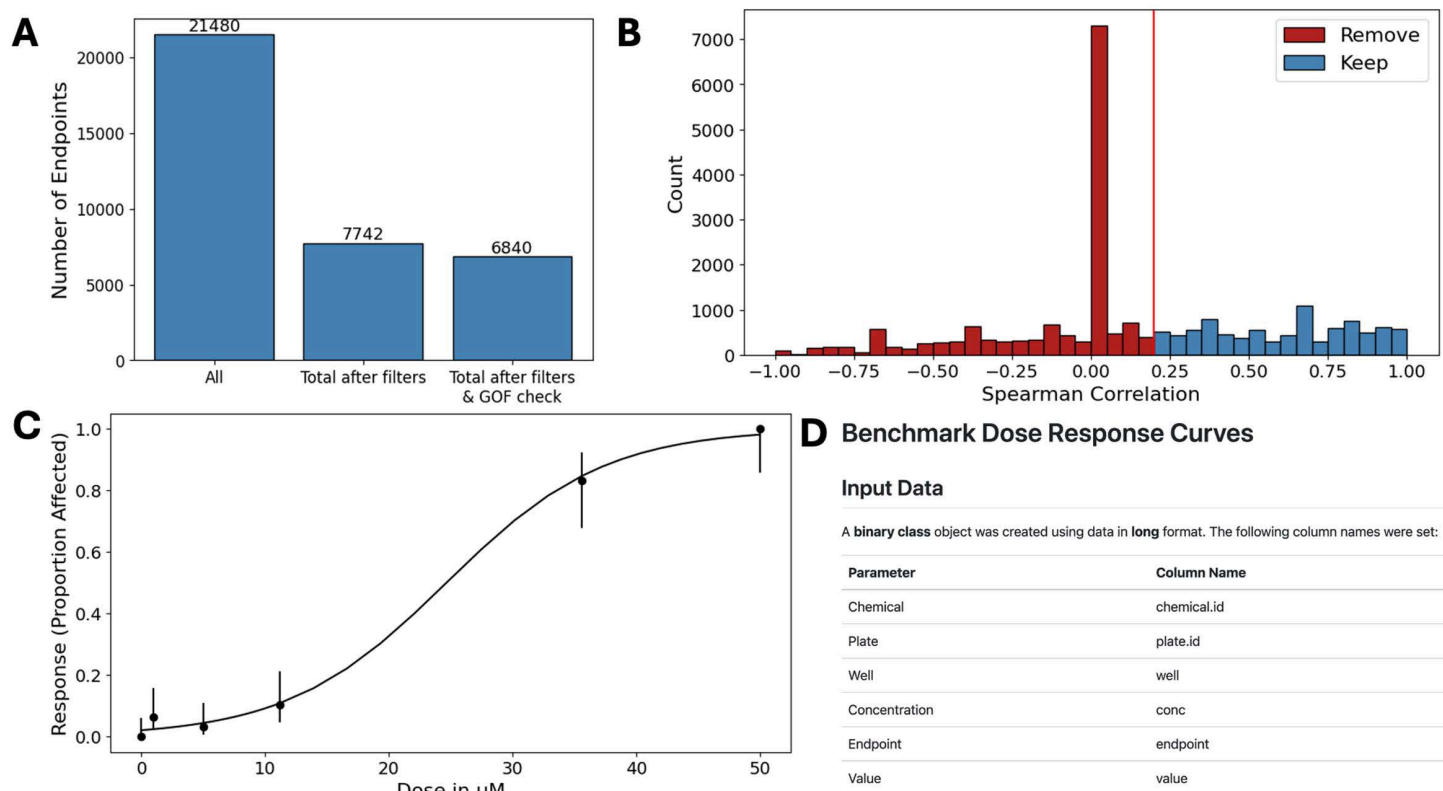 A
21480
20000
15000
10000
5000
0
7742
6840
Number of Endpoints
All
Total after filters
Total after filters
& GOF check
B
Remove
Keep
7000
6000
5000
4000
3000
2000
1000
0
Count
−1.00
−0.75
−0.50
−0.25
0.00
0.25
0.50
0.75
1.00
Spearman Correlation
C
1.0
0.8
0.6
0.4
0.2
0.0
Response (Proportion Affected)
0
10
20
30
40
50
Dose in uM
D
Benchmark Dose Response Curves
Input Data
A binary class object was created using data in long format. The following column names were set:
Parameter Column Name
Chemical chemical.id
Plate plate.id
Well well
Concentration conc
Endpoint endpoint
Value value